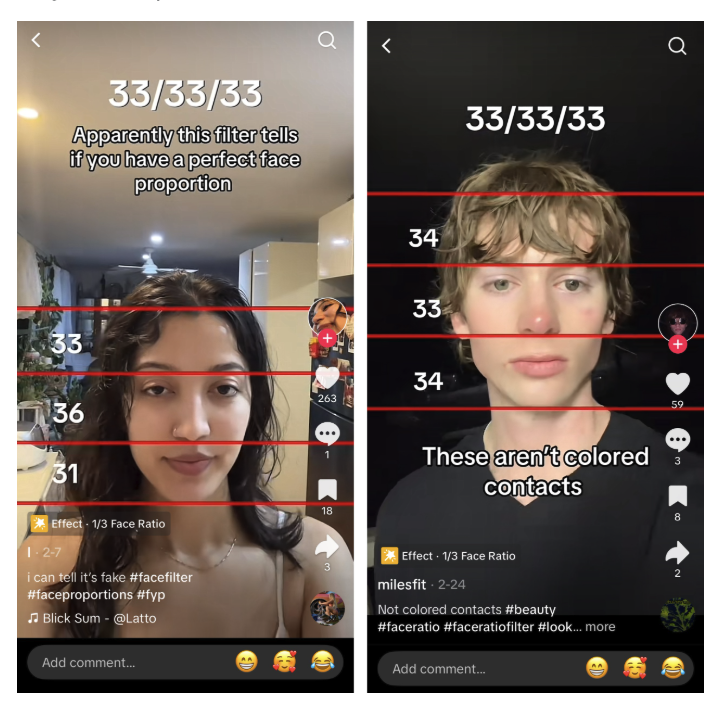 33/33/33
Apparently this filter tells
if you have a perfect face
proportion
33
36
31
263
1
18
3
Effect · 1/3 Face Ratio
l · 2-7
i can tell it's fake #facefilter
#faceproportions #fyp
Blick Sum - @Latto
Add comment...
33/33/33
34
33
34
These aren't colored
contacts
59
3
8
2
Effect · 1/3 Face Ratio
milesfit · 2-24
Not colored contacts #beauty
#faceratio #faceratiofilter #look... more
Add comment...